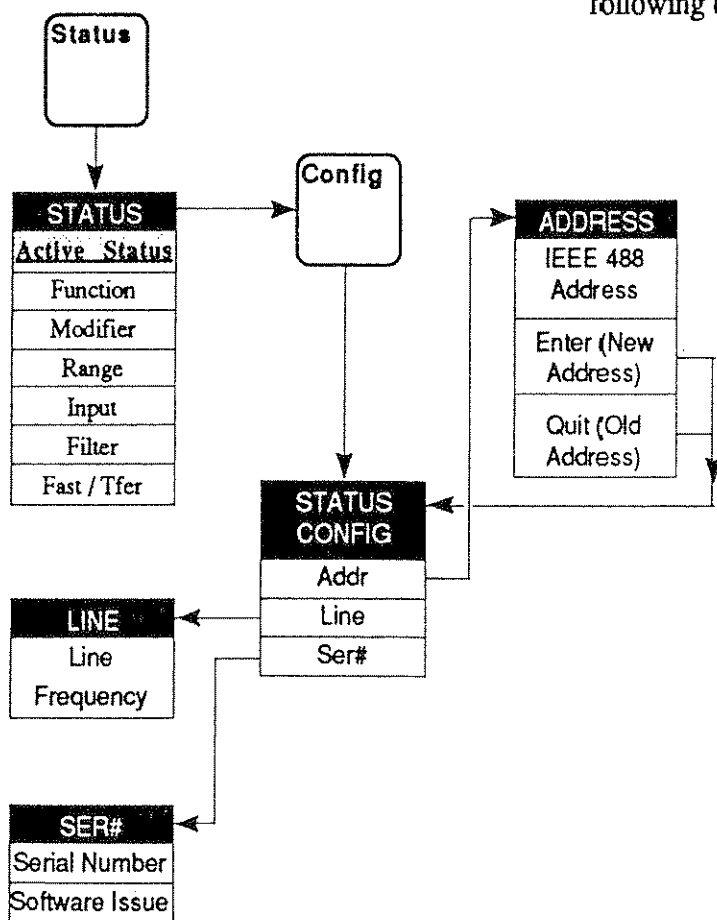 following
Status
STATUS
Active Status
Function
Modifier
Range
Input
Filter
Fast / Tfer
Config
ADDRESS
IEEE 488
Address
Enter (New
Address)
Quit (Old
Address)
STATUS
CONFIG
Addr
Line
Ser#
LINE
Line
Frequency
SER#
Serial Number
Software Issue